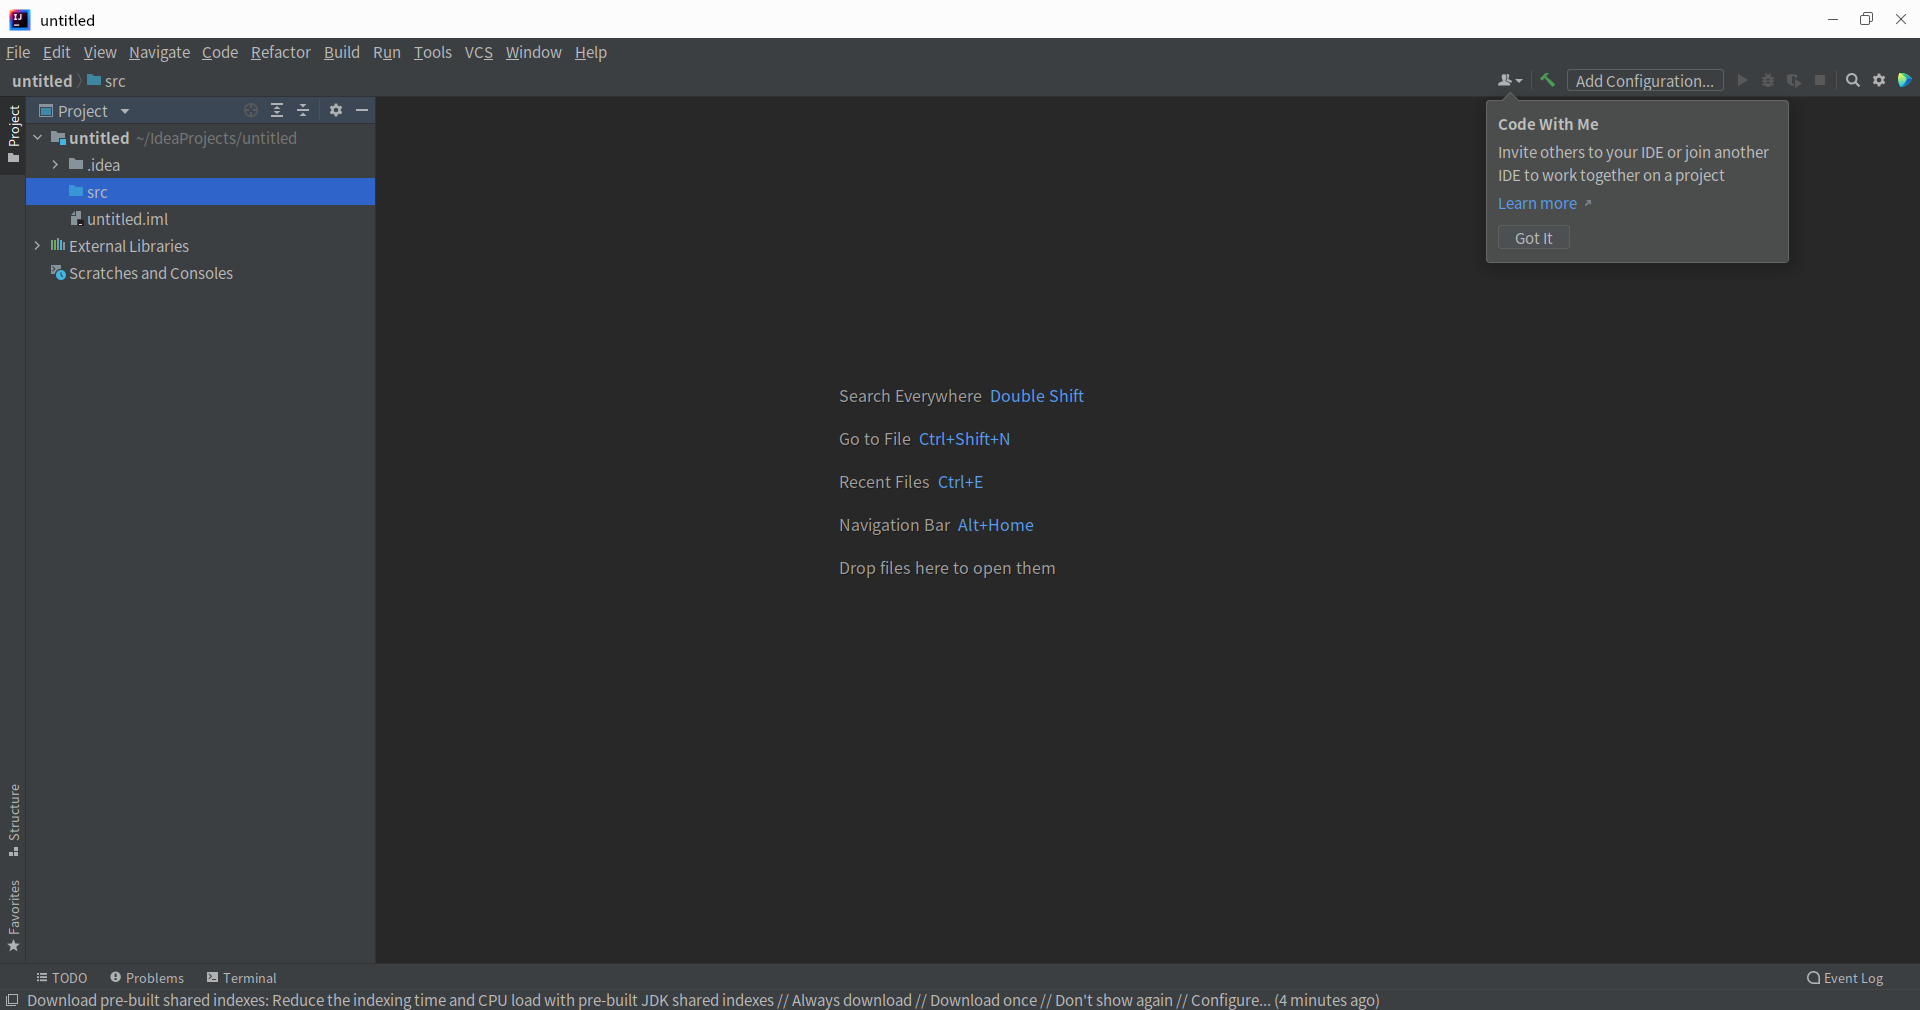 untitled
File Edit View Navigate Code Refactor Build Run Tools VCS Window Help
untitled src
Add Configuration...
Project
Project
untitled ~/IdeaProjects/untitled
.idea
src
untitled.iml
External Libraries
Scratches and Consoles
Code With Me
Invite others to your IDE or join another
IDE to work together on a project
Learn more
Got It
Search Everywhere Double Shift
Go to File Ctrl+Shift+N
Recent Files Ctrl+E
Navigation Bar Alt+Home
Drop files here to open them
Structure
Favorites
TODO Problems Terminal
Event Log
Download pre-built shared indexes: Reduce the indexing time and CPU load with pre-built JDK shared indexes // Always download // Download once // Don't show again // Configure... (4 minutes ago)